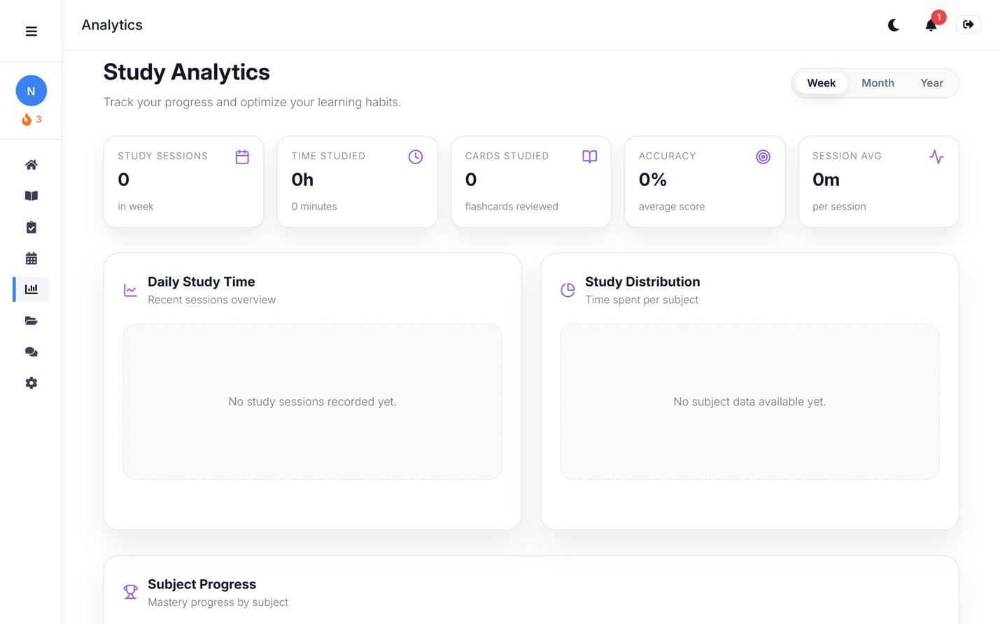 Analytics
1
N
3
Study Analytics
Track your progress and optimize your learning habits.
Week Month Year
STUDY SESSIONS
0
in week
TIME STUDIED
0h
0 minutes
CARDS STUDIED
0
flashcards reviewed
ACCURACY
0%
average score
SESSION AVG
0m
per session
Daily Study Time
Recent sessions overview
No study sessions recorded yet.
Study Distribution
Time spent per subject
No subject data available yet.
Subject Progress
Mastery progress by subject